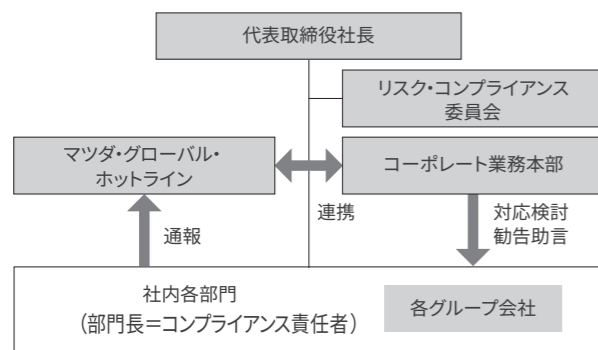 代表取締役社長
リスク・コンプライアンス
委員会
マツダ・グローバル・
ホットライン
コーポレート業務本部
連携
通報
対応検討
勧告助言
社内各部門
(部門長=コンプライアンス責任者)
各グループ会社